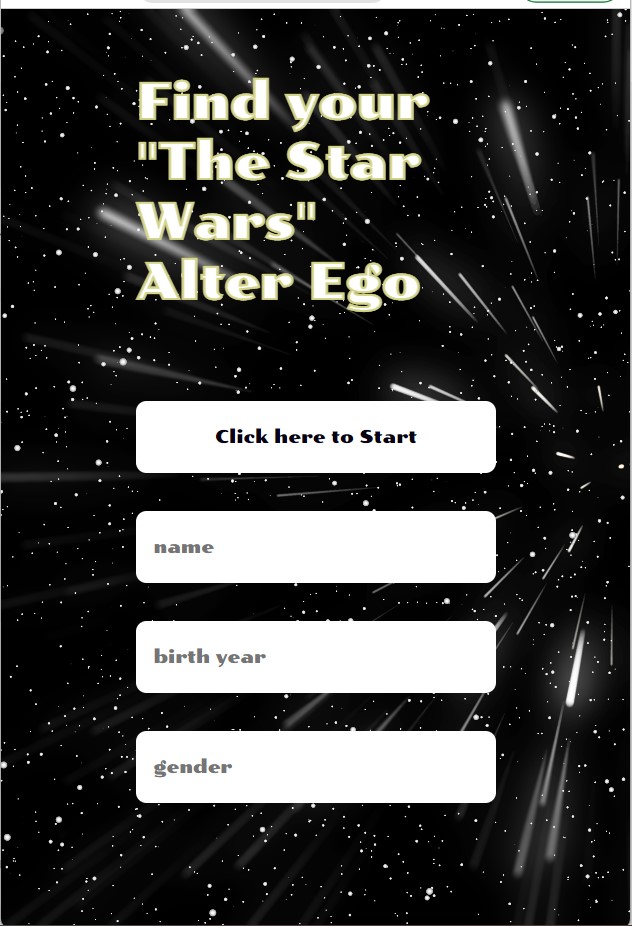 Find your
"The Star
Wars"
Alter Ego
Click here to Start
name
birth year
gender